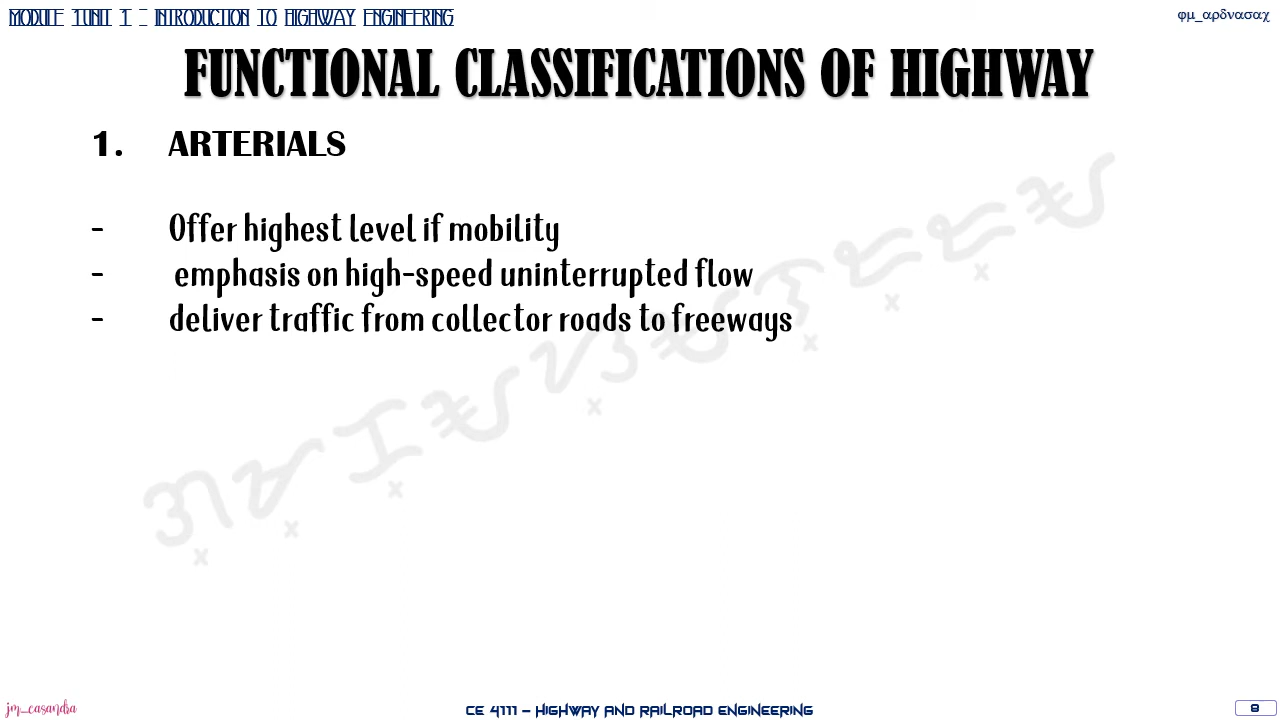 MODULE 1UNIT 1 - INTRODUCTION TO HIGHWAY ENGINEERING
φμ_αρδνασαχ
FUNCTIONAL CLASSIFICATIONS OF HIGHWAY
1. ARTERIALS
- Offer highest level if mobility
- emphasis on high-speed uninterrupted flow
- deliver traffic from collector roads to freeways
jm_casandra
CE 4111 – HIGHWAY AND RAILROAD ENGINEERING
8